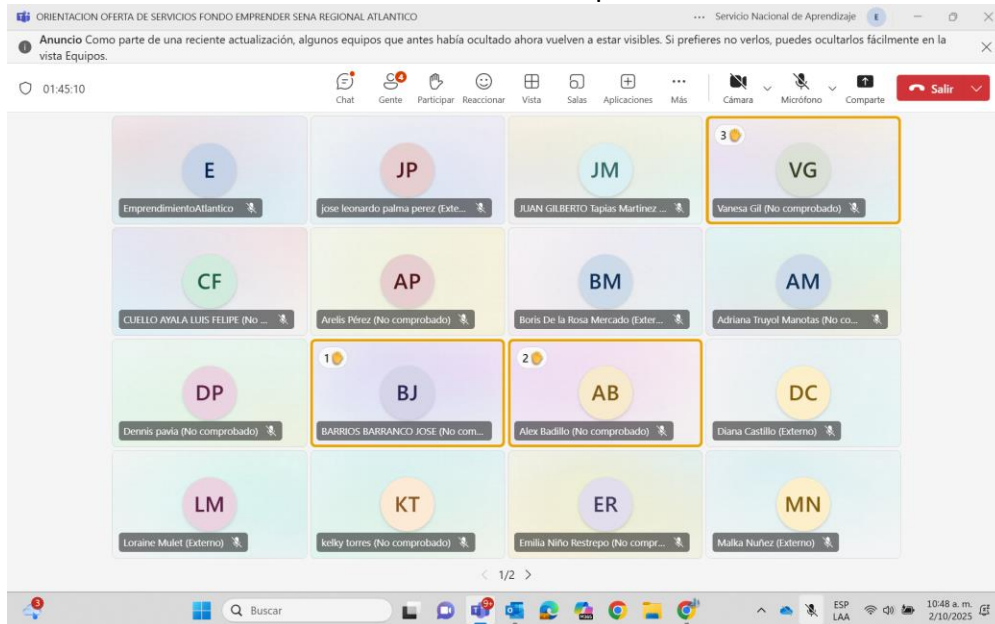 ORIENTACION OFERTA DE SERVICIOS FONDO EMPRENDER SENA REGIONAL ATLANTICO
··· Servicio Nacional de Aprendizaje E
Anuncio Como parte de una reciente actualización, algunos equipos que antes había ocultado ahora vuelven a estar visibles. Si prefieres no verlos, puedes ocultarlos fácilmente en la
vista Equipos.
01:45:10
4
Chat Gente Participar Reaccionar Vista Salas Aplicaciones Más Cámara Micrófono Comparte Salir
E
EmprendimientoAtlantico
JP
jose leonardo palma perez (Exte...
JM
JUAN GILBERTO Tapias Martinez ...
3
VG
Vanesa Gil (No comprobado)
CF
CUELLO AYALA LUIS FELIPE (No ...
AP
Arelis Pérez (No comprobado)
BM
Boris De la Rosa Mercado (Exter...
AM
Adriana Truyol Manotas (No co...
DP
Dennis pavia (No comprobado)
1
BJ
BARRIOS BARRANCO JOSE (No com...
2
AB
Alex Badillo (No comprobado)
DC
Diana Castillo (Externo)
LM
Loraine Mulet (Externo)
KT
kelky torres (No comprobado)
ER
Emilia Niño Restrepo (No compr...
MN
Malka Nuñez (Externo)
1/2
3
Buscar
9+
ESP
LAA
10:48 a. m.
2/10/2025